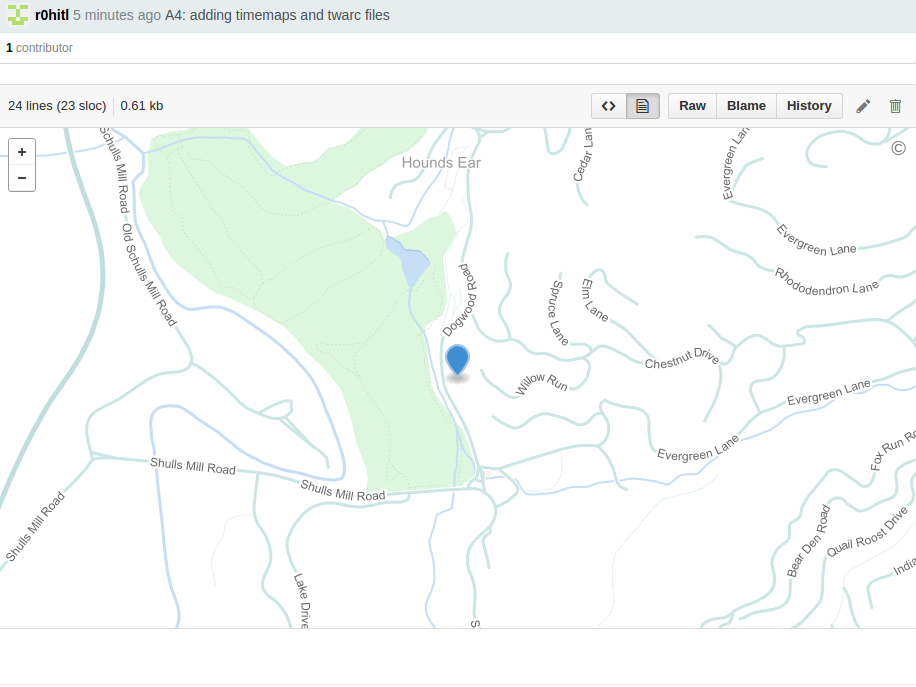 r0hitl 5 minutes ago A4: adding timemaps and twarc files
1 contributor
24 lines (23 sloc) 0.61 kb
Raw Blame History
+
−
©
Hounds Ear
Schulls Mill Road
Old Schulls Mill Road
Cedar Lan
Evergreen Lan
Evergreen Lane
Rhododendron Lane
Dogwood Road
Spruce Lane
Elm Lane
Chestnut Drive
Willow Run
Evergreen Lane
Evergreen Lane
Fox Run Ro
Shulls Mill Road
Shulls Mill Road
Shulls Mill Road
Bear Den Road
Quail Roost Drive
India
Lake Drive
S